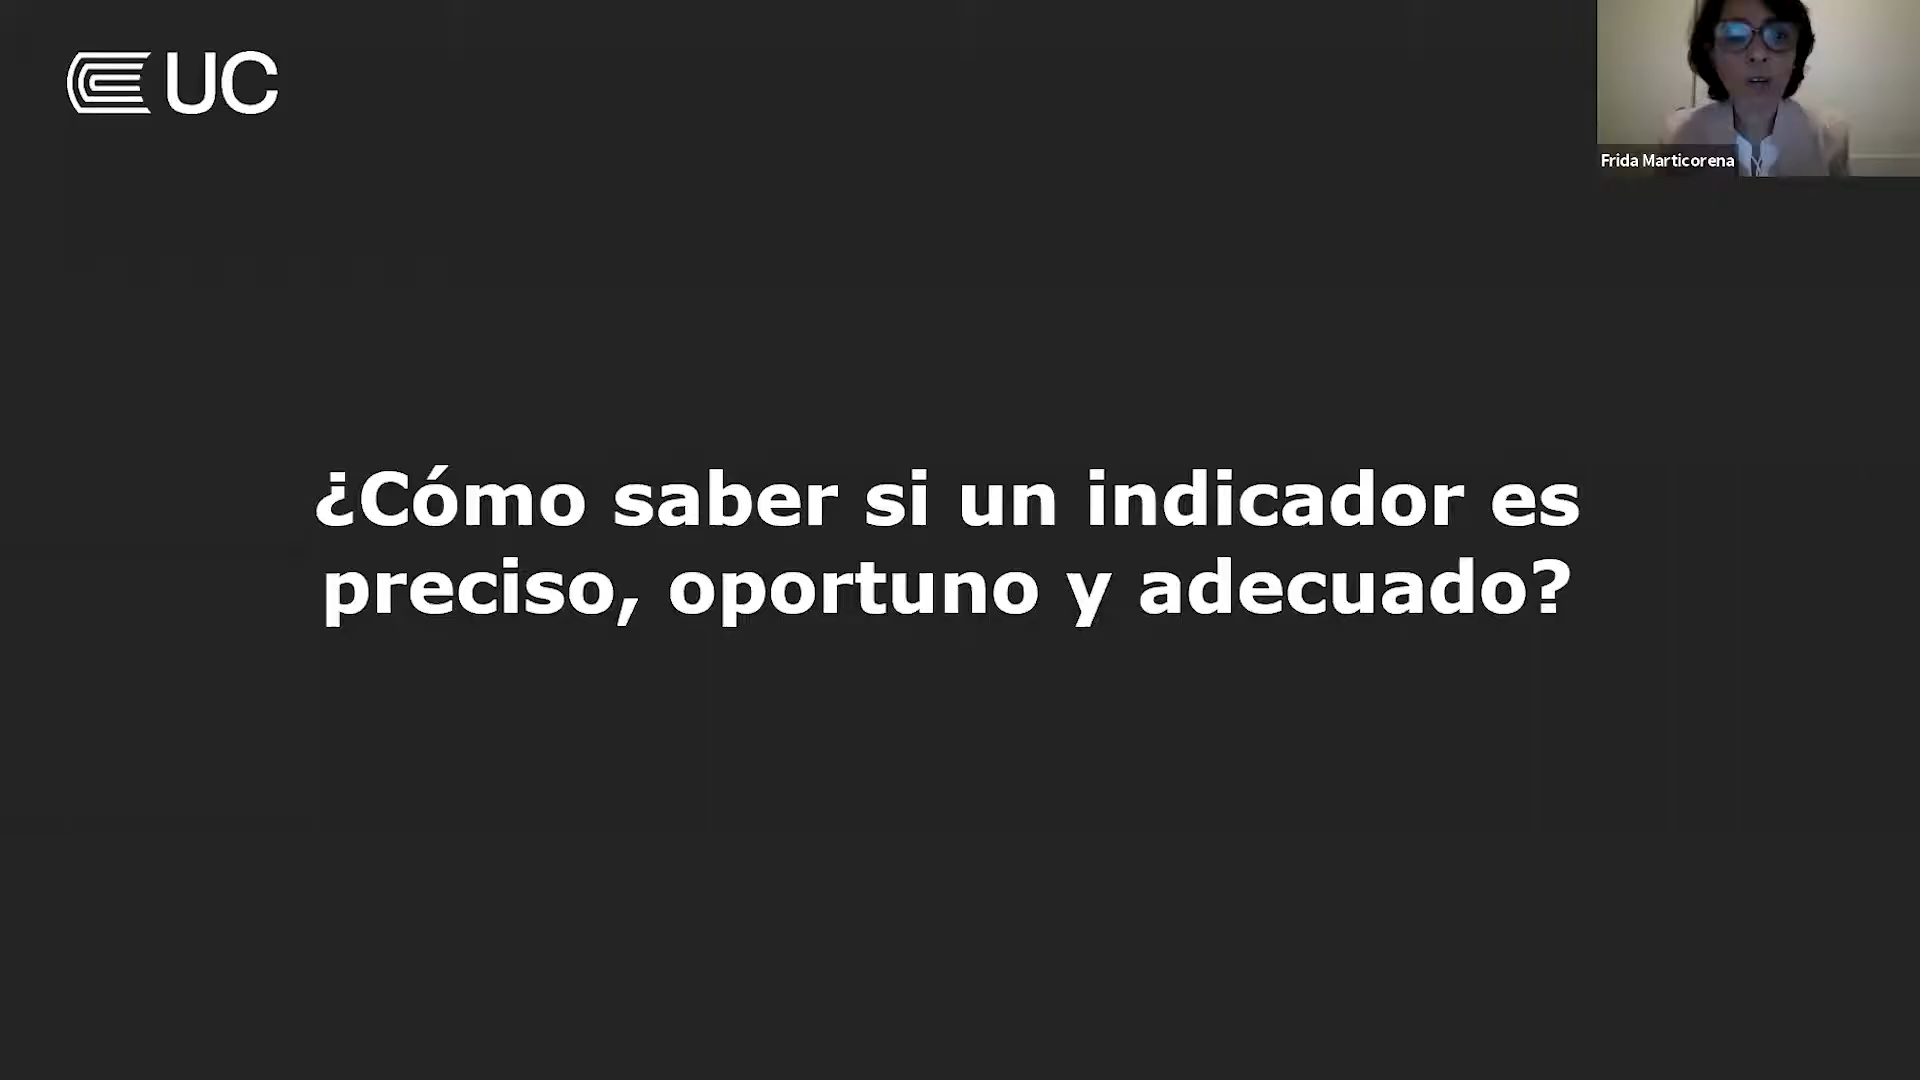 UC
Frida Marticorena
¿Cómo saber si un indicador es
preciso, oportuno y adecuado?